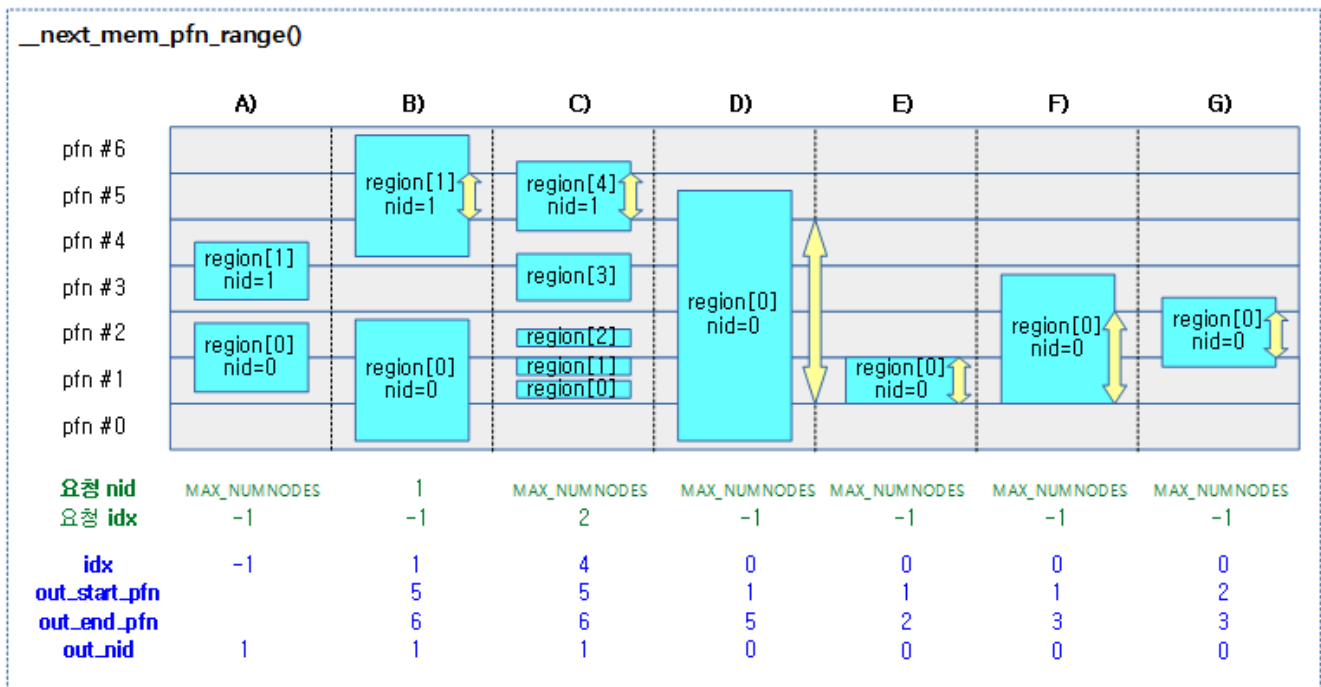 __next_mem_pfn_range()
A) B) C) D) E) F) G)
pfn #6
pfn #5
pfn #4
pfn #3
pfn #2
pfn #1
pfn #0
region[1]
nid=1
region[0]
nid=0
region[1]
nid=1
region[0]
nid=0
region[4]
nid=1
region[3]
region[2]
region[1]
region[0]
region[0]
nid=0
region[0]
nid=0
region[0]
nid=0
region[0]
nid=0
요청 nid MAX_NUMNODES 1 MAX_NUMNODES MAX_NUMNODES MAX_NUMNODES MAX_NUMNODES MAX_NUMNODES
요청 idx -1 -1 2 -1 -1 -1 -1
idx -1 1 4 0 0 0 0
out_start_pfn 5 5 1 1 1 2
out_end_pfn 6 6 5 2 3 3
out_nid 1 1 1 0 0 0 0